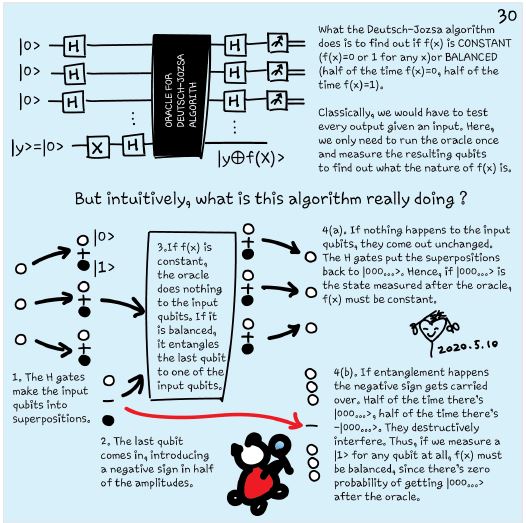 30
|0> H H
|0> H H
|0> H H
ORACLE FOR
DEUTSCH-JOZSA
ALGORITH
|y>=|0> X H |y⊕f(X)>
What the Deutsch-Jozsa algorithm
does is to find out if f(x) is CONSTANT
(f(x)=0 or 1 for any x)or BALANCED
(half of the time f(x)=0, half of the
time f(x)=1).
Classically, we would have to test
every output given an input. Here,
we only need to run the oracle once
and measure the resulting qubits
to find out what the nature of f(x) is.
But intuitively, what is this algorithm really doing ?
|0>
+
|1>
+
+
1. The H gates
make the input
qubits into
superpositions.
-
2. The last qubit
comes in, introducing
a negative sign in half
of the amplitudes.
3.If f(x) is
constant,
the oracle
does nothing
to the input
qubits. If it
is balanced,
it entangles
the last qubit
to one of the
input qubits.
+
+
+
4(a). If nothing happens to the input
qubits, they come out unchanged.
The H gates put the superpositions
back to |000...>. Hence, if |000...> is
the state measured after the oracle,
f(x) must be constant.
2020.5.10
-
4(b). If entanglement happens
the negative sign gets carried
over. Half of the time there's
|000...>, half of the time there's
-|000...>. They destructively
interfere. Thus, if we measure a
|1> for any qubit at all, f(x) must
be balanced, since there's zero
probability of getting |000...>
after the oracle.